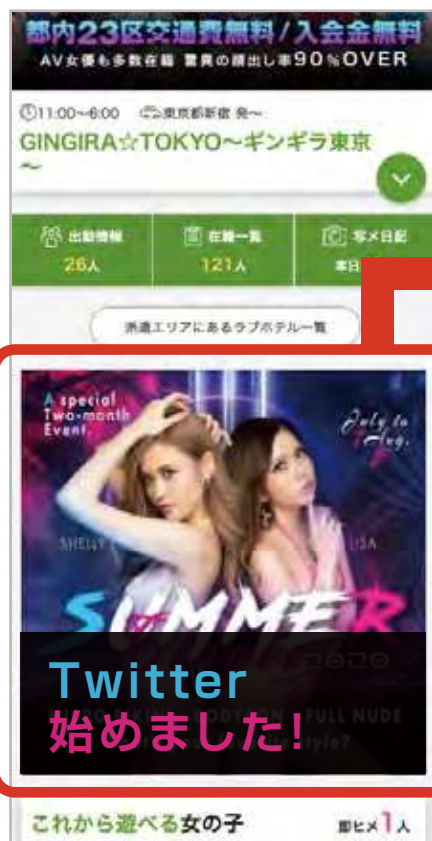 都内23区交通費無料/入会金無料
AV女優も多数在籍 驚異の顔出し率90%OVER
11:00~6:00 東京都新宿 発~
GINGIRA☆TOKYO~ギンギラ東京
~
出勤情報 在籍一覧 写メ日記
26人 121人 本日
派遣エリアにあるラブホテル一覧
A special
Two-month
Event.
July to
Aug.
SHELLY LISA
SUMMER
2020
Twitter
FULL NUDE
始めました!
style?
これから遊べる女の子 即ヒメ1人